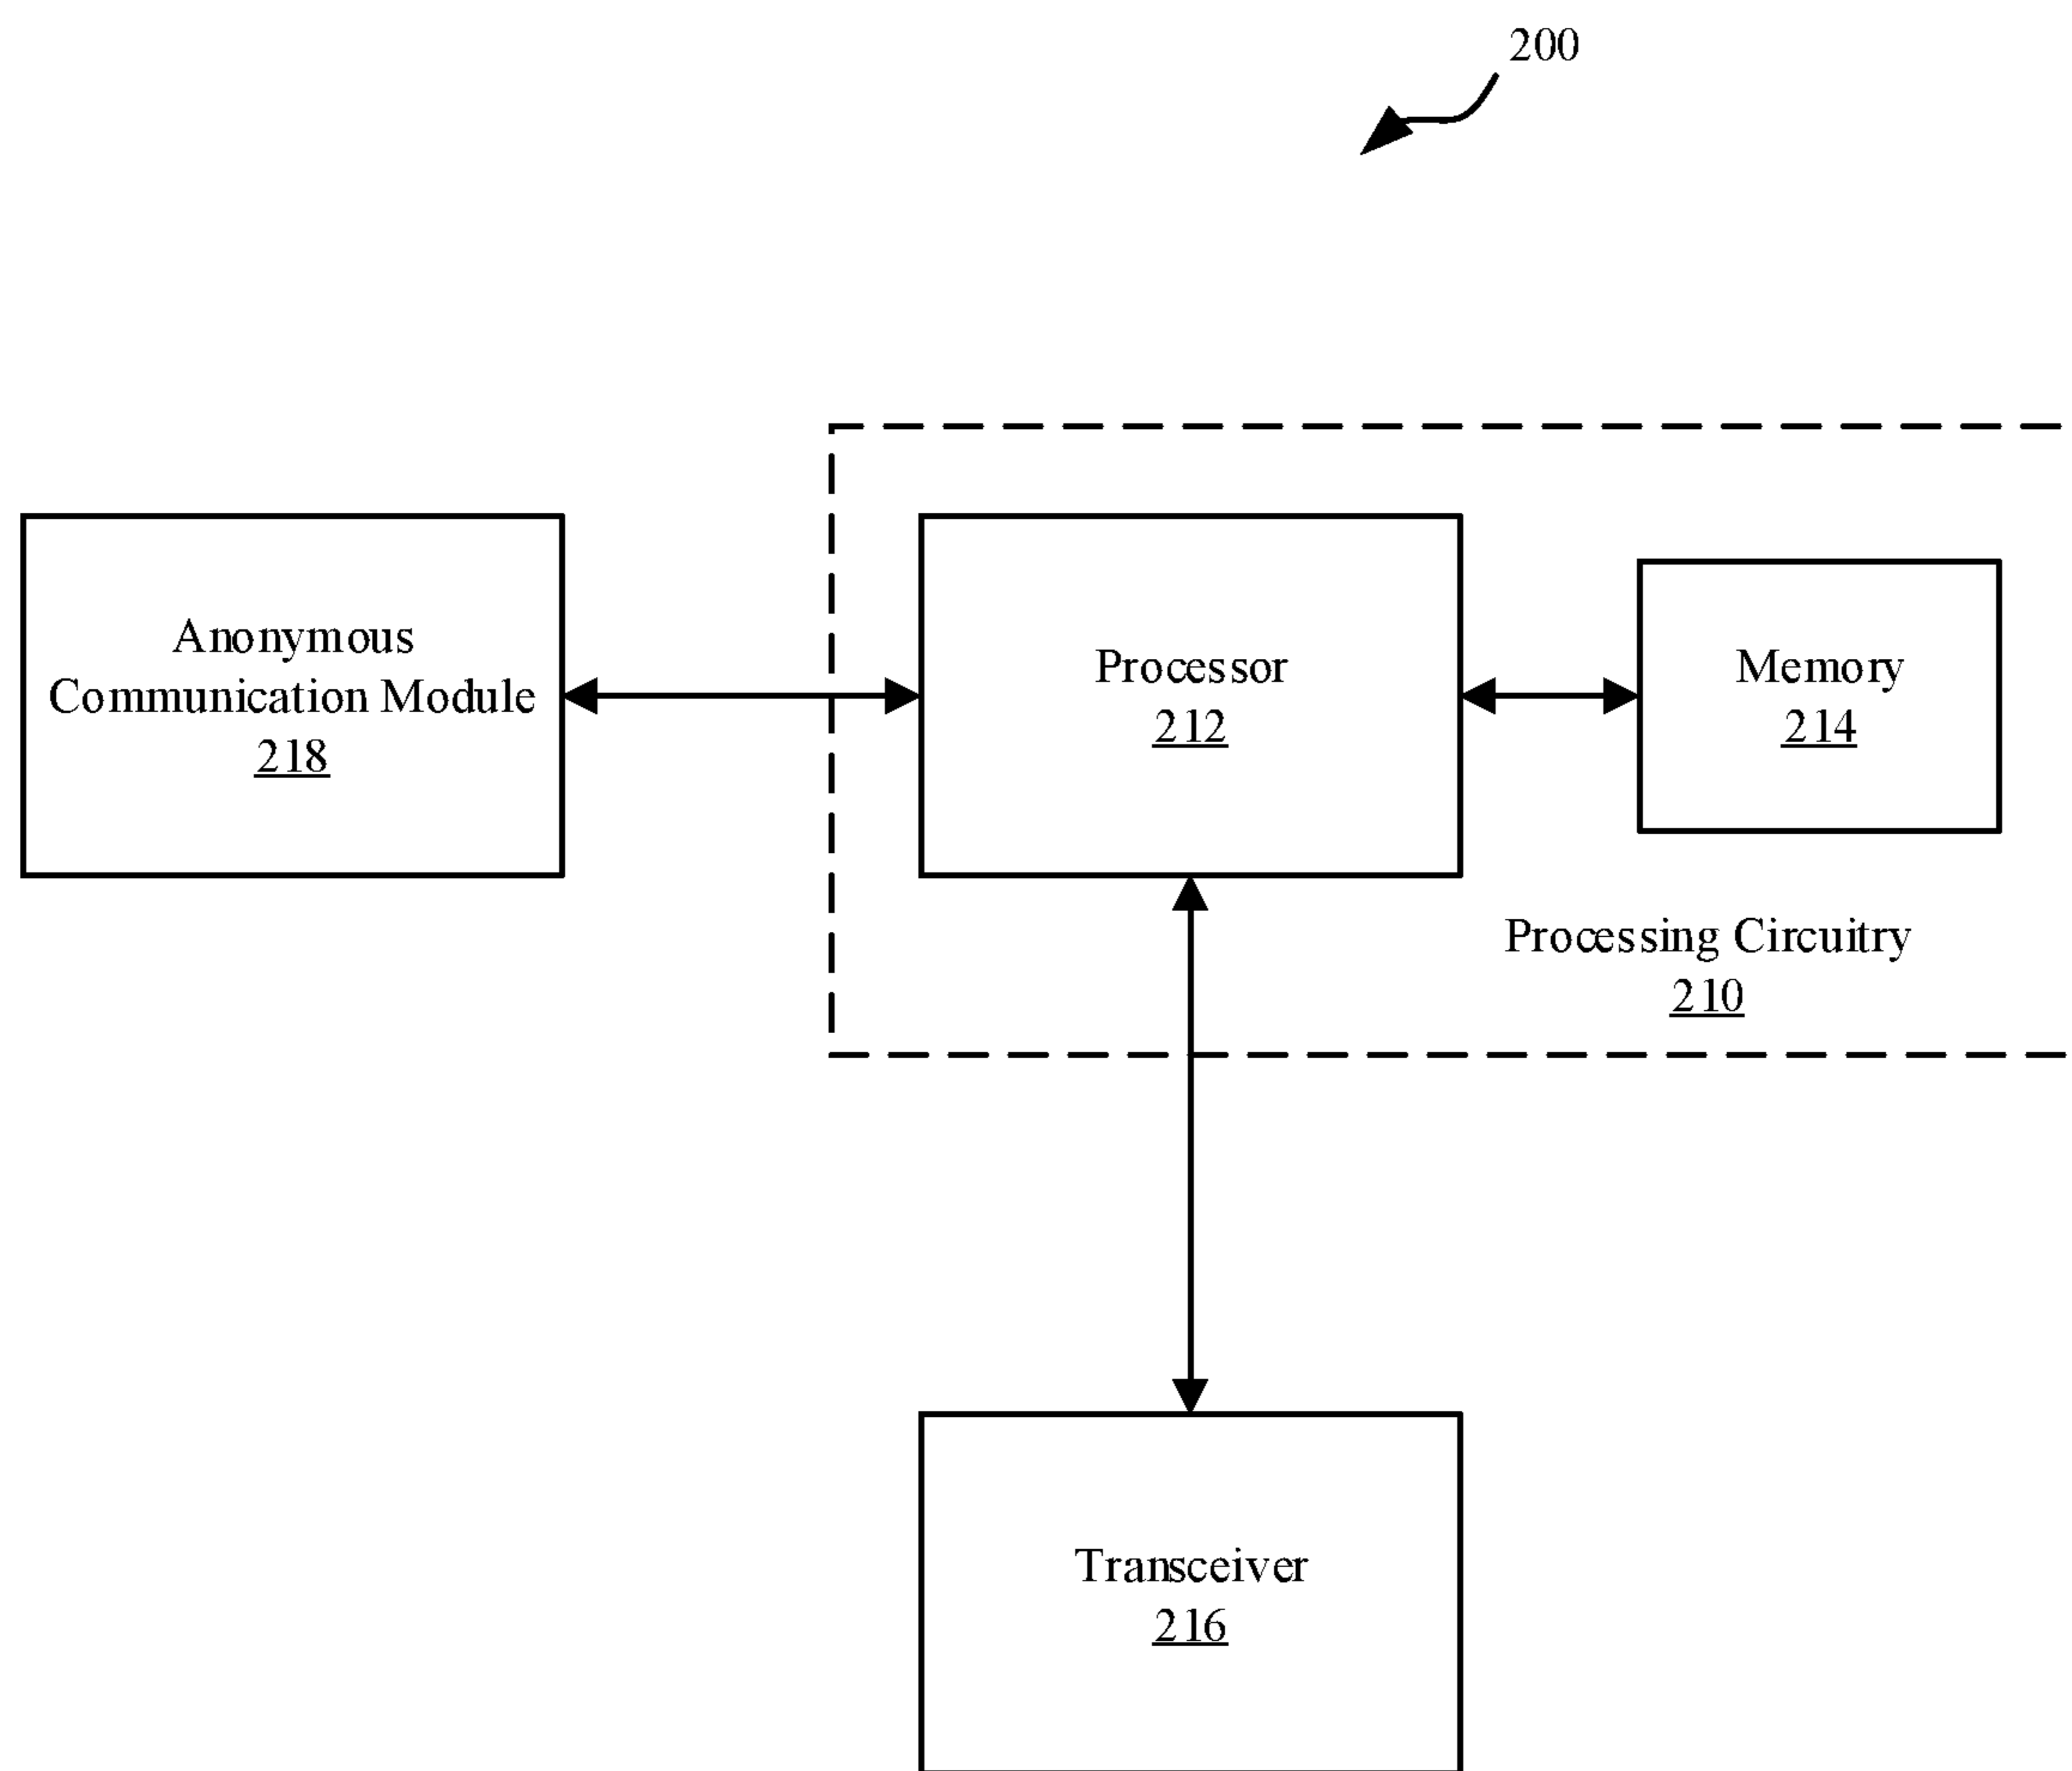 200
Anonymous
Communication Module
218
Processor
212
Memory
214
Processing Circuitry
210
Transceiver
216